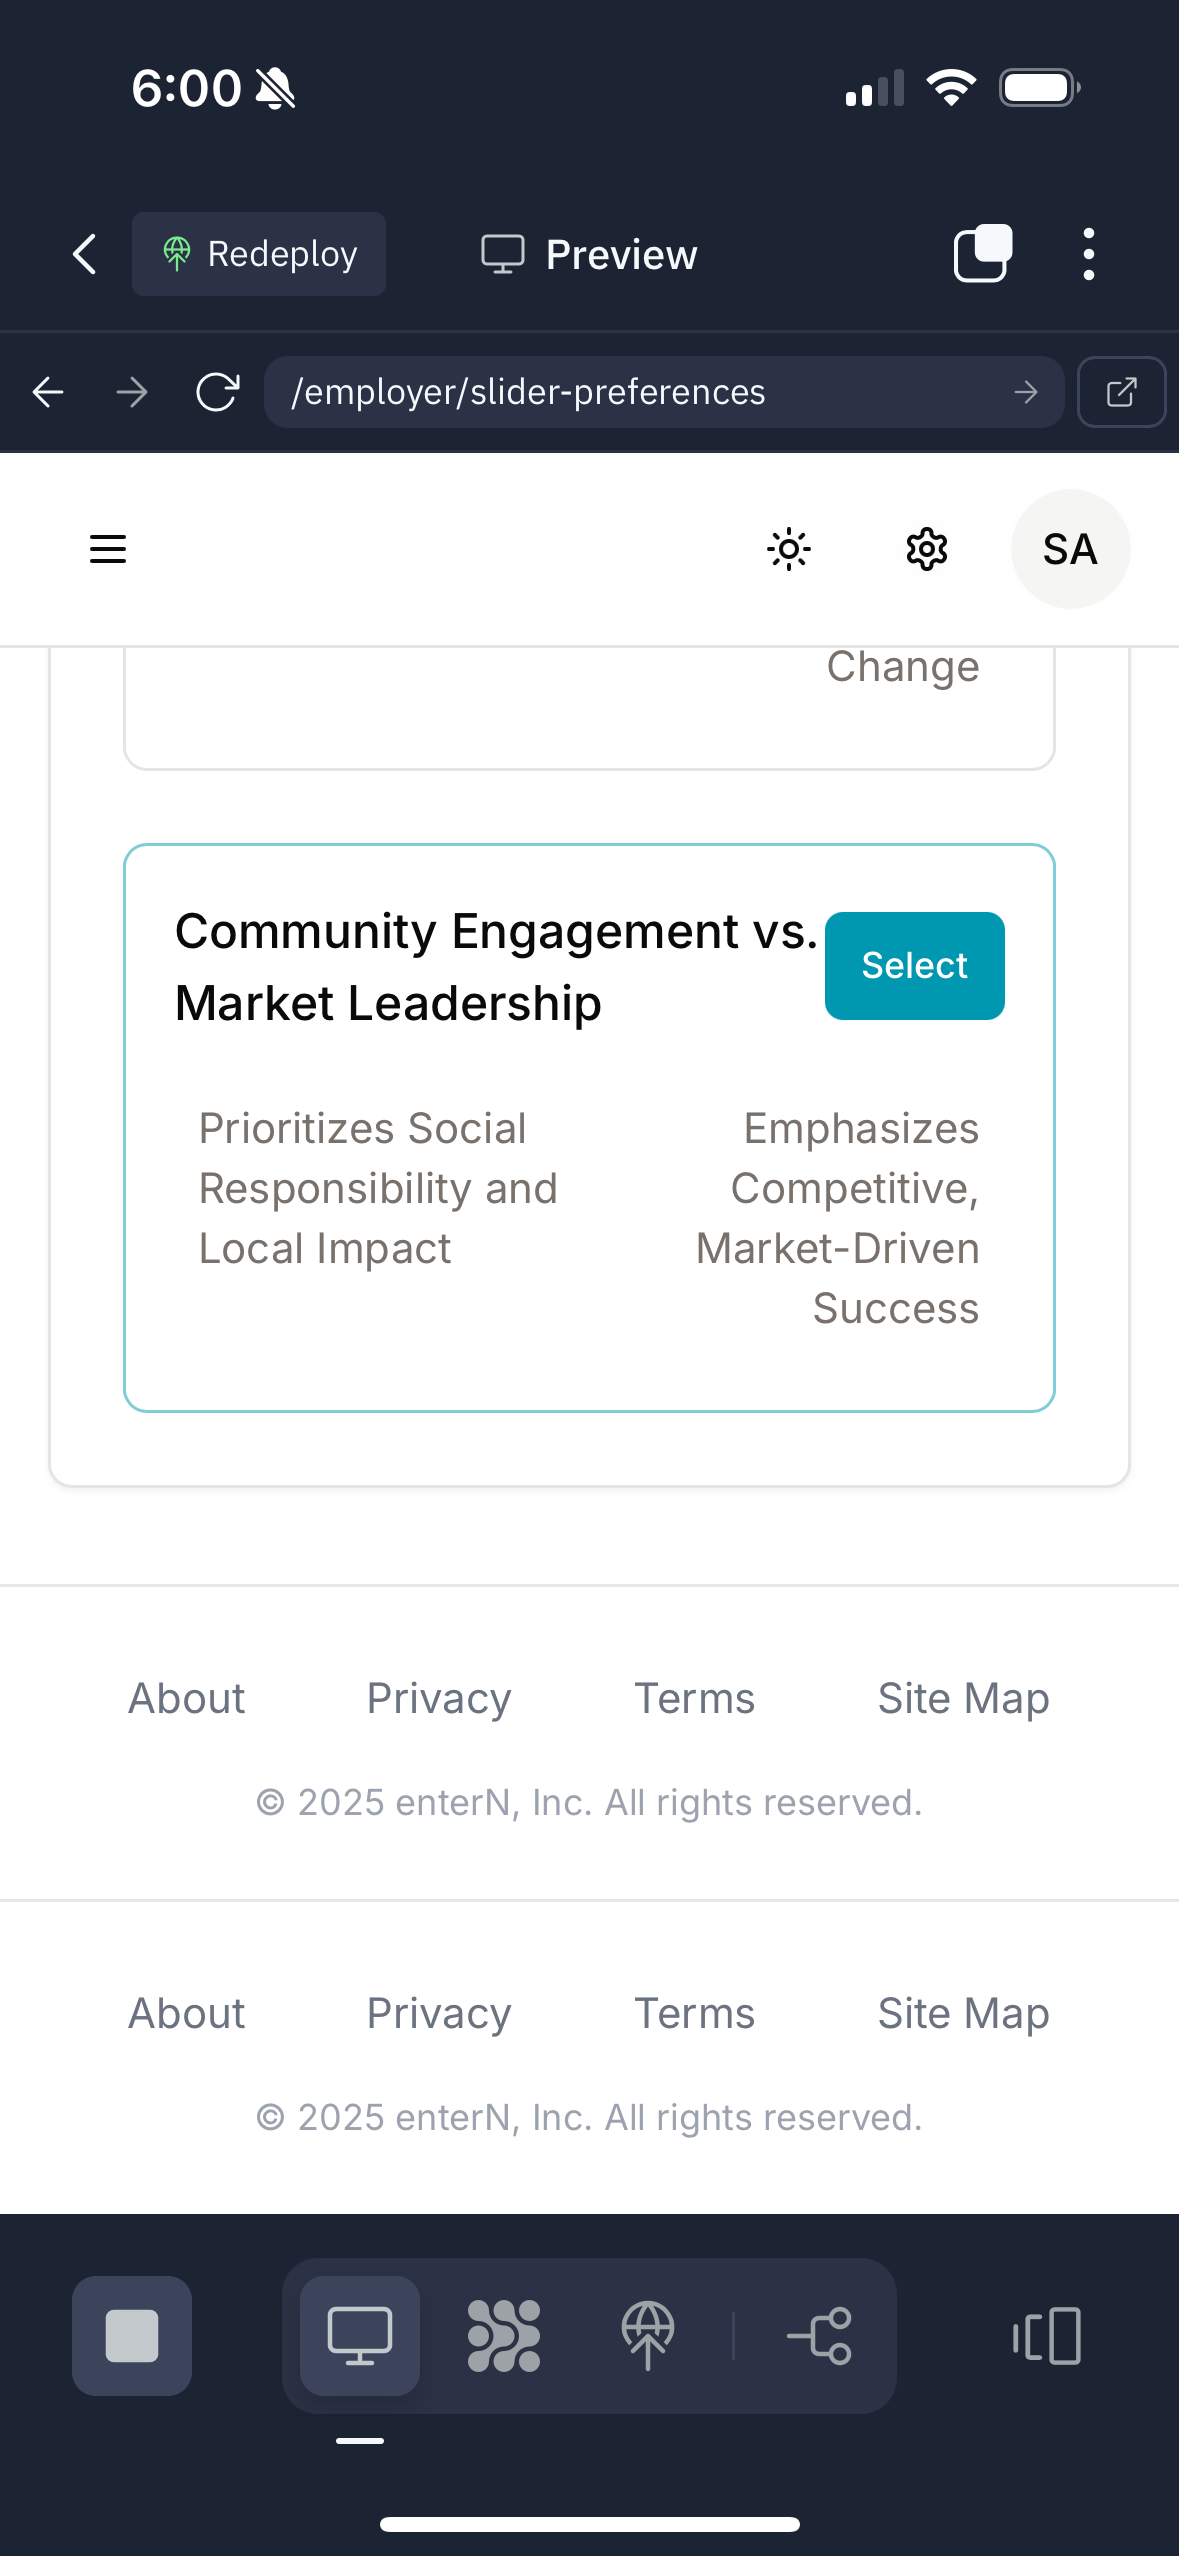 6:00
Redeploy
Preview
/employer/slider-preferences
SA
Change
Community Engagement vs.
Market Leadership
Select
Prioritizes Social
Responsibility and
Local Impact
Emphasizes
Competitive,
Market-Driven
Success
About Privacy Terms Site Map
© 2025 enterN, Inc. All rights reserved.
About Privacy Terms Site Map
© 2025 enterN, Inc. All rights reserved.